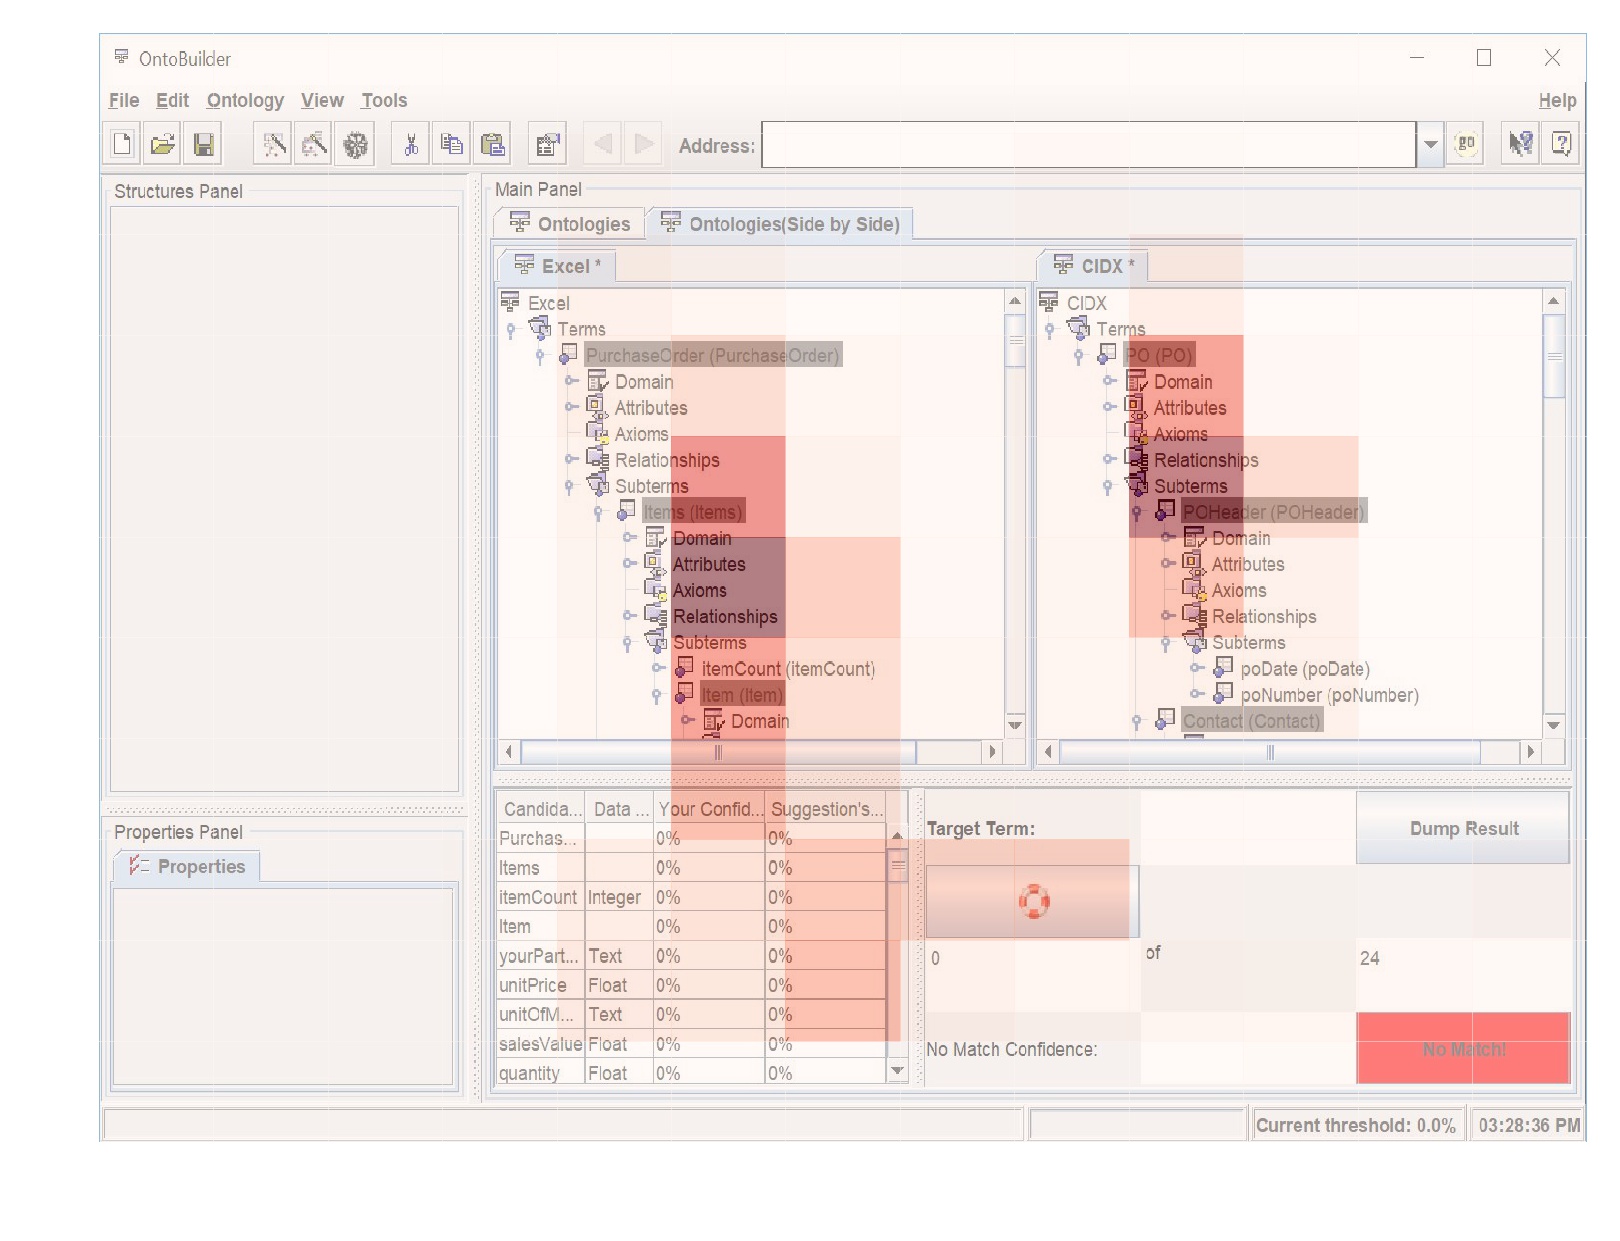 OntoBuilder
File Edit Ontology View Tools Help
Address: go
Structures Panel
Main Panel
Ontologies Ontologies(Side by Side)
Excel * CIDX *
Excel
Terms
PurchaseOrder (PurchaseOrder)
Domain
Attributes
Axioms
Relationships
Subterms
Items (Items)
Domain
Attributes
Axioms
Relationships
Subterms
itemCount (itemCount)
Item (Item)
Domain
CIDX
Terms
PO (PO)
Domain
Attributes
Axioms
Relationships
Subterms
POHeader (POHeader)
Domain
Attributes
Axioms
Relationships
Subterms
poDate (poDate)
poNumber (poNumber)
Contact (Contact)
Properties Panel
Properties
Candida... Data ... Your Confid... Suggestion's...
Purchas... 0% 0%
Items 0% 0%
itemCount Integer 0% 0%
Item 0% 0%
yourPart... Text 0% 0%
unitPrice Float 0% 0%
unitOfM... Text 0% 0%
salesValue Float 0% 0%
quantity Float 0% 0%
Target Term: Dump Result
0 of 24
No Match Confidence: No Match!
Current threshold: 0.0% 03:28:36 PM